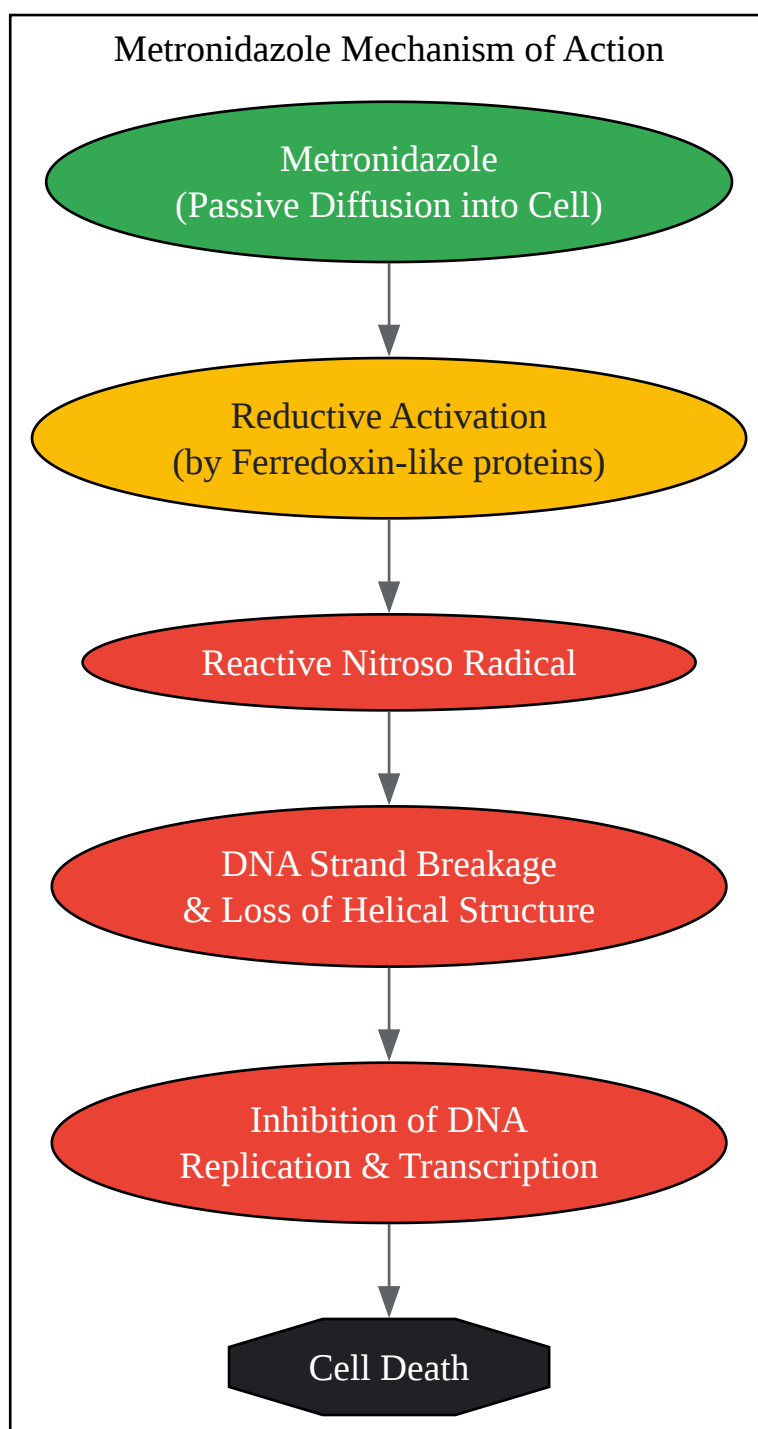 Metronidazole Mechanism of Action
Metronidazole
(Passive Diffusion into Cell)
Reductive Activation
(by Ferredoxin-like proteins)
Reactive Nitroso Radical
DNA Strand Breakage
& Loss of Helical Structure
Inhibition of DNA
Replication & Transcription
Cell Death